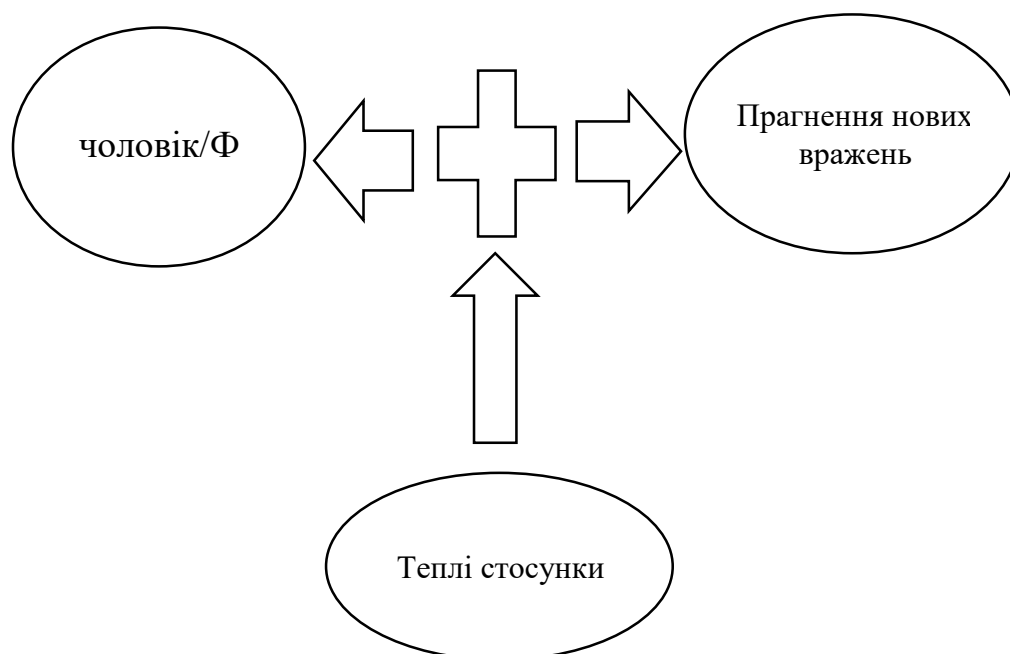 чоловік/Ф
Прагнення нових
вражень
Теплі стосунки